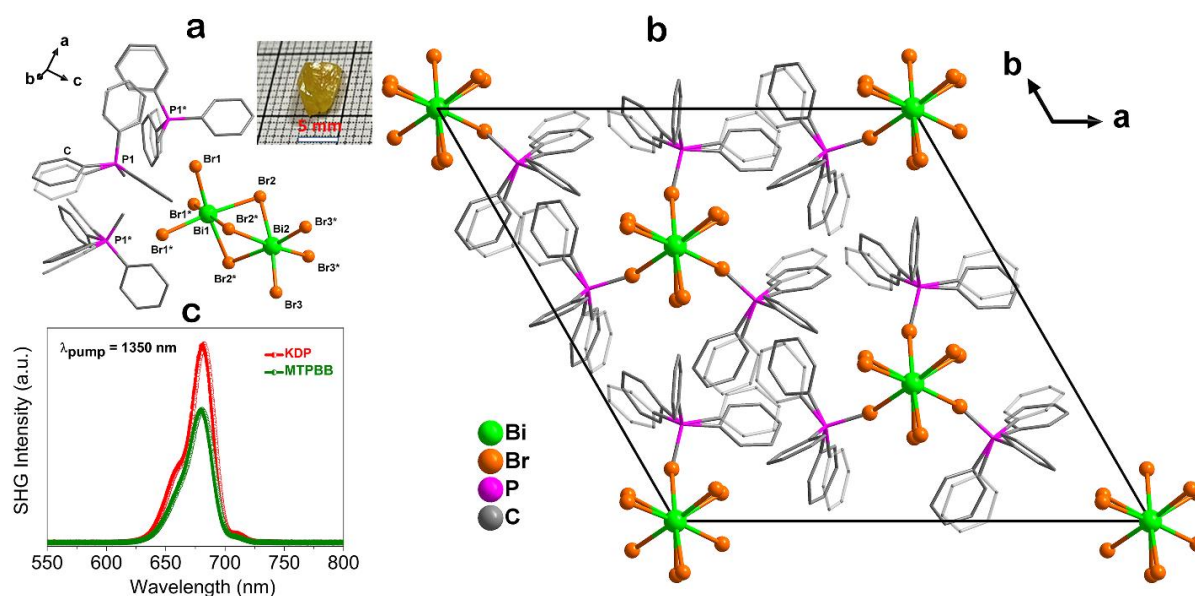 a
a
b
c
P1*
C
P1
P1*
5 mm
Br1
Br2
Br1*
Bi1
Br2*
Br3*
Bi2
Br1*
Br2*
Br3*
Br3
b
b
a
Bi
Br
P
C
c
λpump = 1350 nm
KDP
MTPBB
SHG Intensity (a.u.)
550 600 650 700 750 800
Wavelength (nm)